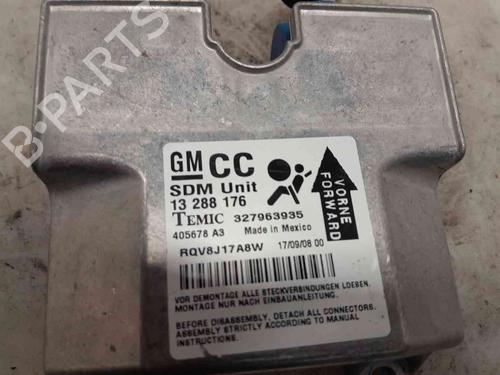 B-PARTS
GM CC
SDM Unit
13 288 176
TEMIC 327963935
405678 A3 Made in Mexico
RQV8J17A8W 17/09/08 00
VORNE
FORWARD
VOR DEMONTAGE ALLE STECKVERBINDUNGEN LOESEN.
MONTAGE NUR NACH EINBAUANLEITUNG.
BEFORE DISASSEMBLY, DETACH ALL CONNECTORS.
ASSEMBLY STRICTLY ACCORDING TO MANUAL
INSTRUCTIONS.